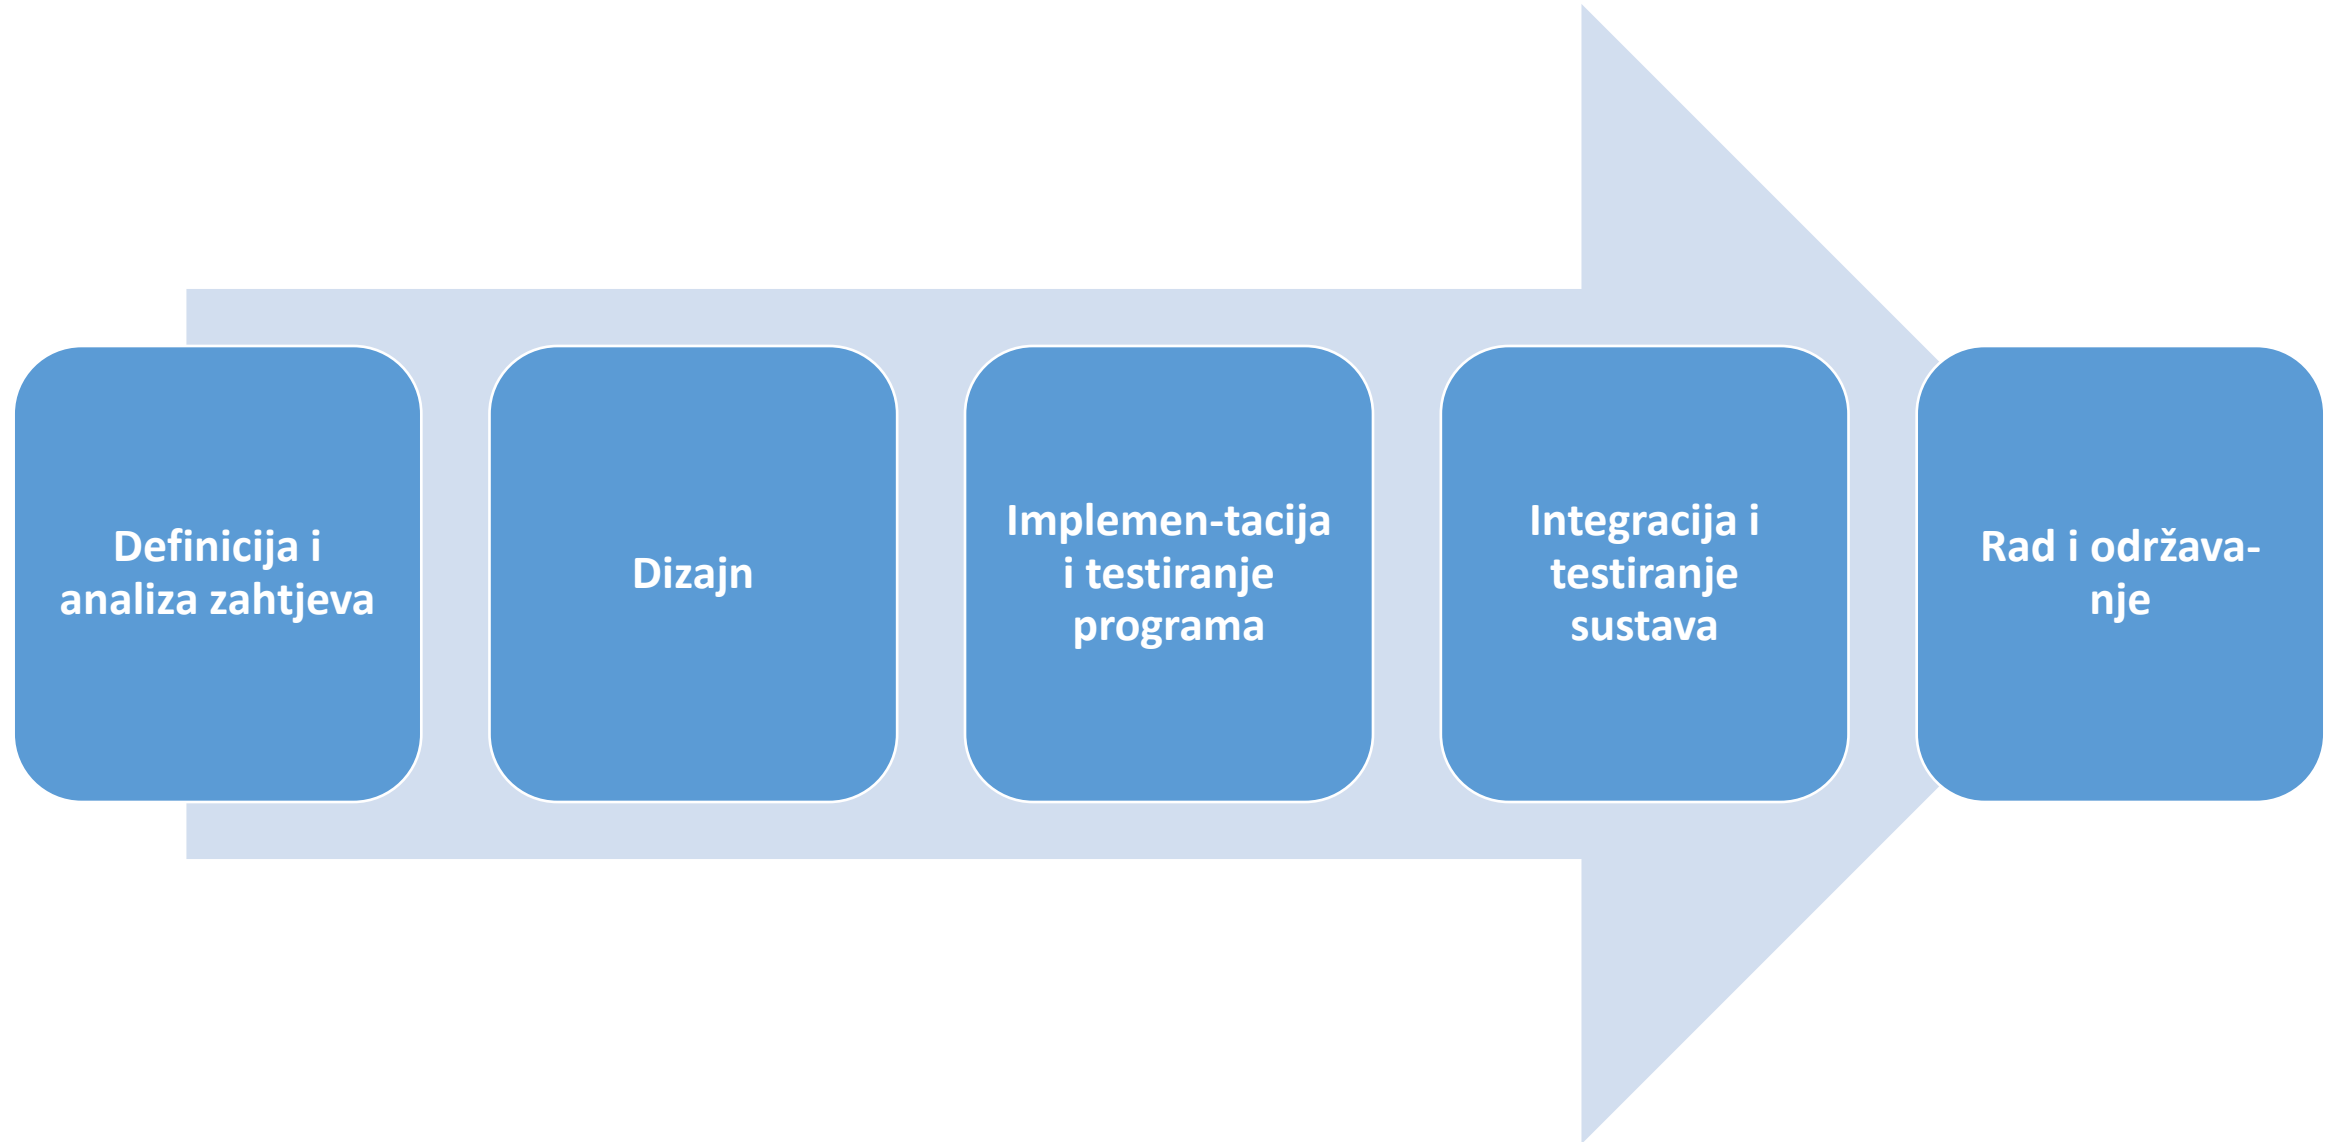 Definicija i
analiza zahtjeva
Dizajn
Implemen-tacija
i testiranje
programa
Integracija i
testiranje
sustava
Rad i održava-
nje